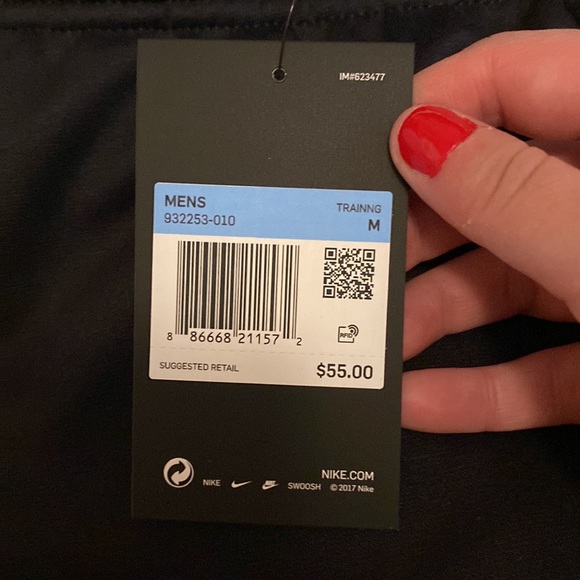 IM#623477
MENS
932253-010
TRAINNG
M
8 86668 21157 2
RFID
SUGGESTED RETAIL
$55.00
NIKE.COM
NIKE SWOOSH © 2017 Nike